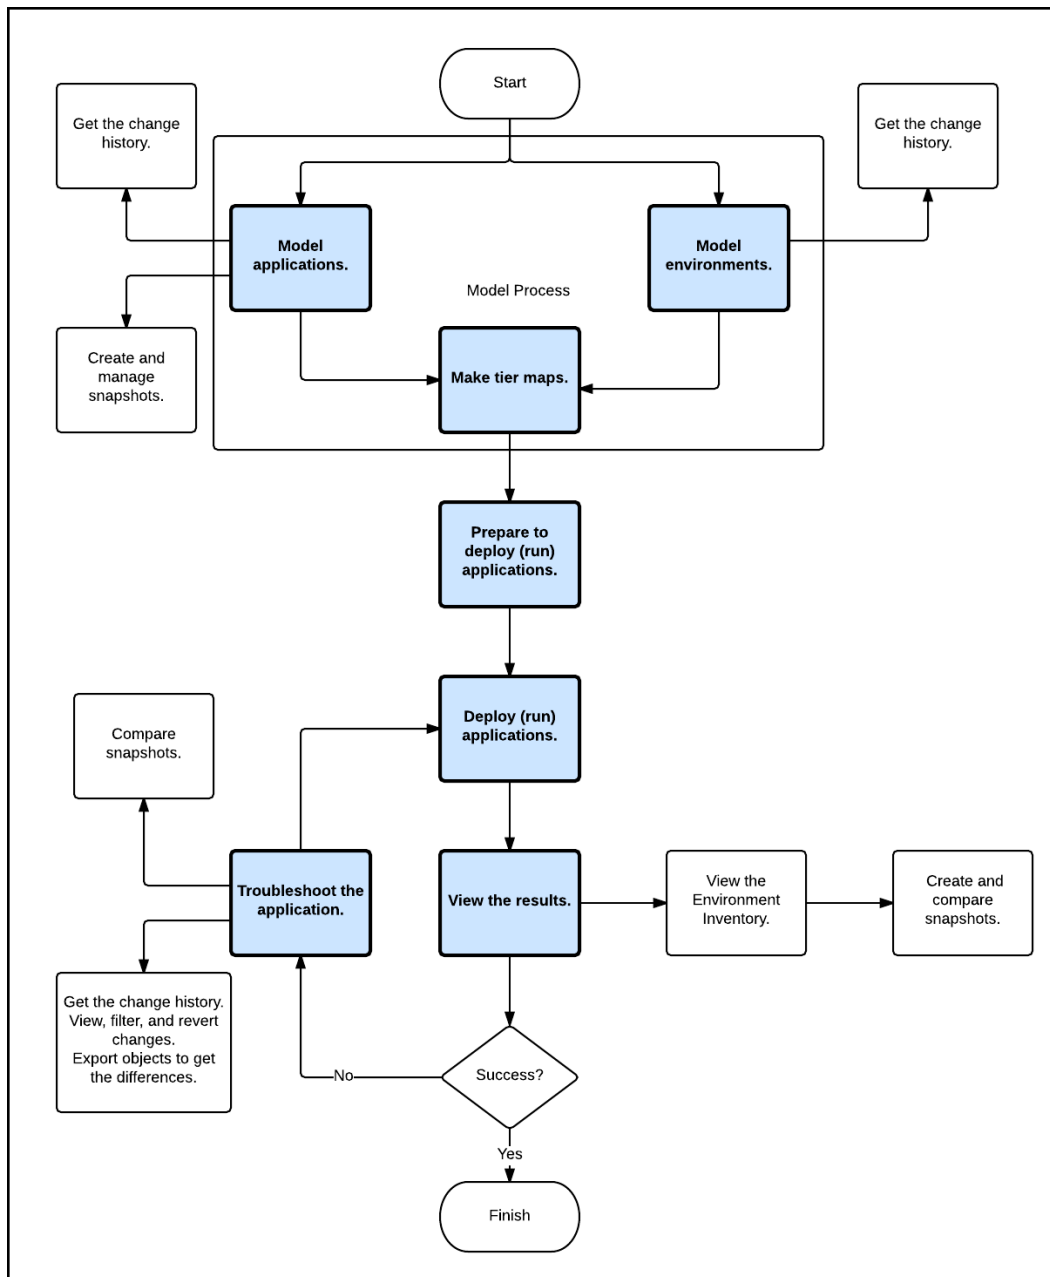 Start
Get the change
history.
Get the change
history.
Model
applications.
Model
environments.
Model Process
Create and
manage
snapshots.
Make tier maps.
Prepare to
deploy (run)
applications.
Compare
snapshots.
Deploy (run)
applications.
Troubleshoot the
application.
View the results.
View the
Environment
Inventory.
Create and
compare
snapshots.
Get the change history.
View, filter, and revert
changes.
Export objects to get
the differences.
No
Success?
Yes
Finish